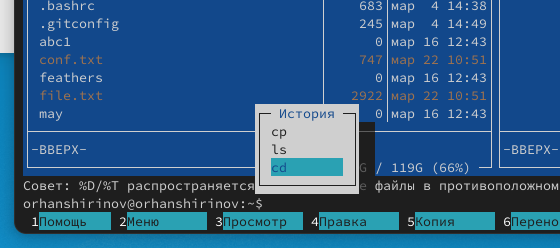 .bashrc 683 мар 4 14:38
.gitconfig 245 мар 4 14:49
abc1 0 мар 16 12:43
conf.txt 747 мар 22 10:51
feathers 0 мар 16 12:43
file.txt 2922 мар 22 10:51
may 0 мар 16 12:43
История
cp
ls
cd
-ВВЕРХ-
-ВВЕРХ-
G / 119G (66%)
Совет: %D/%T распространяется е файлы в противоположном
orhanshirinov@orhanshirinov:~$
1Помощь 2Меню 3Просмотр 4Правка 5Копия 6Перено